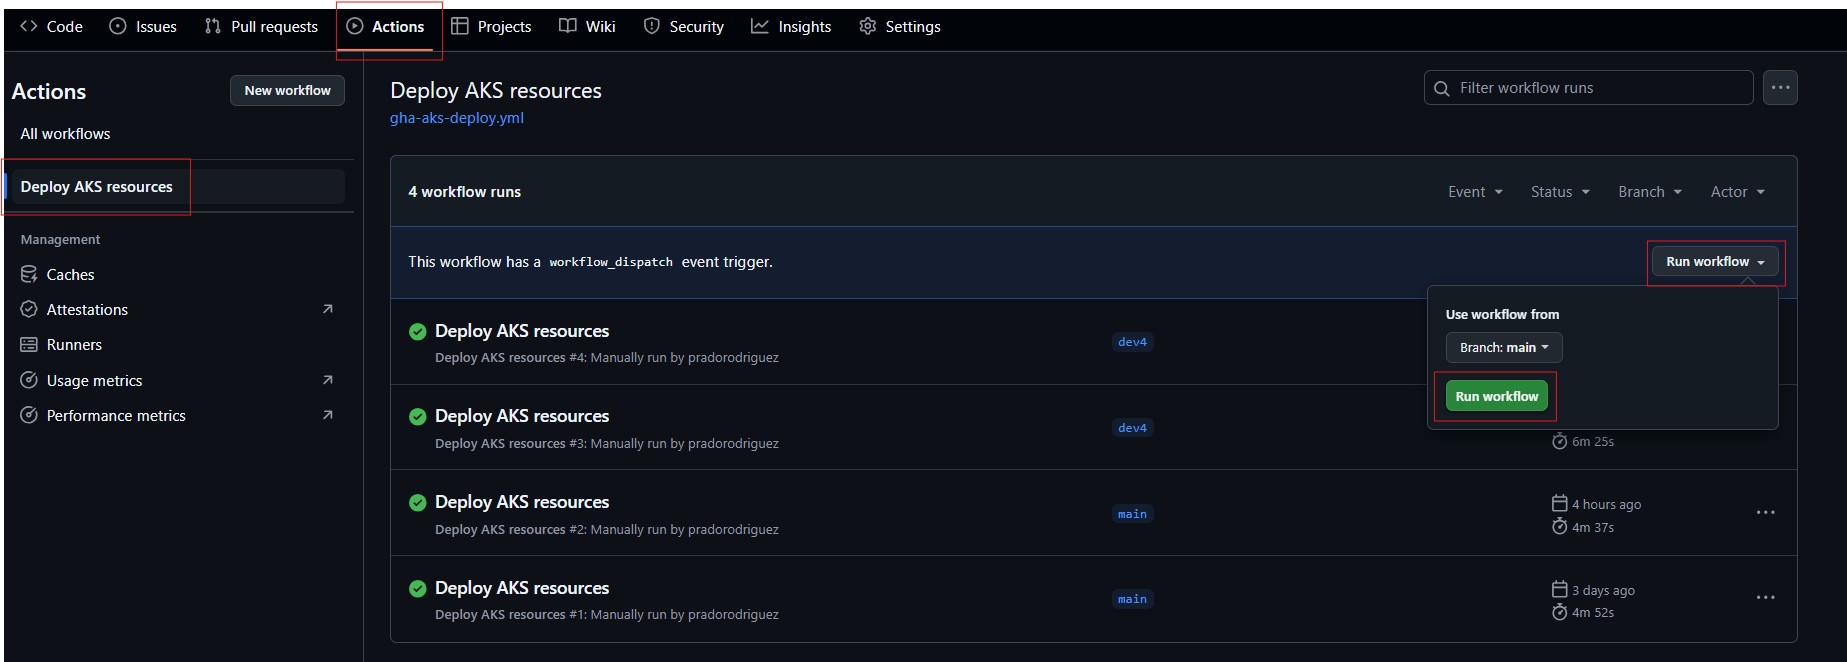 Code Issues Pull requests Actions Projects Wiki Security Insights Settings
Actions
New workflow
All workflows
Deploy AKS resources
Management
Caches
Attestations
Runners
Usage metrics
Performance metrics
Deploy AKS resources
gha-aks-deploy.yml
Filter workflow runs
4 workflow runs
Event Status Branch Actor
This workflow has a workflow_dispatch event trigger.
Run workflow
Use workflow from
Branch: main
Run workflow
Deploy AKS resources
Deploy AKS resources #4: Manually run by pradorodriguez
dev4
Deploy AKS resources
Deploy AKS resources #3: Manually run by pradorodriguez
dev4
6m 25s
Deploy AKS resources
Deploy AKS resources #2: Manually run by pradorodriguez
main
4 hours ago
4m 37s
Deploy AKS resources
Deploy AKS resources #1: Manually run by pradorodriguez
main
3 days ago
4m 52s